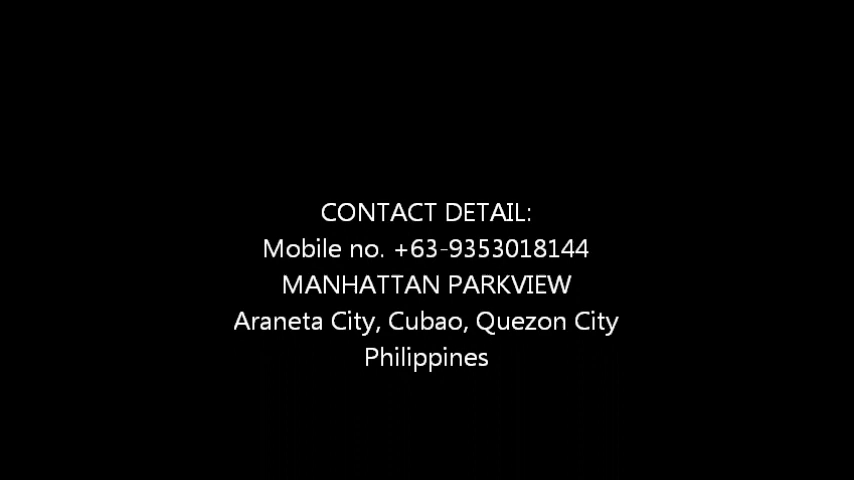 CONTACT DETAIL:
Mobile no. +63-9353018144
MANHATTAN PARKVIEW
Araneta City, Cubao, Quezon City
Philippines